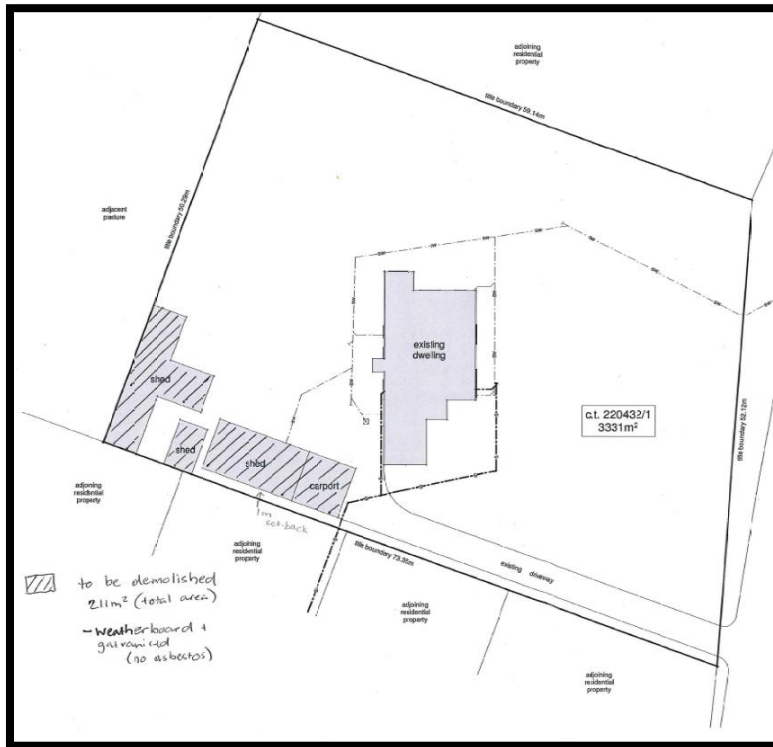 adjoining
residential
property
title boundary 59.14m
adjacent
pasture
title boundary 50.29m
existing
dwelling
c.t. 220432/1
3331m²
title boundary 52.12m
shed
shed
shed
carport
1m
set-back
adjoining
residential
property
adjoining
residential
property
title boundary 73.35m
existing driveway
adjoining
residential
property
adjoining
residential
property
to be demolished
211m² (total area)
- weatherboard +
galvanised
(no asbestos)